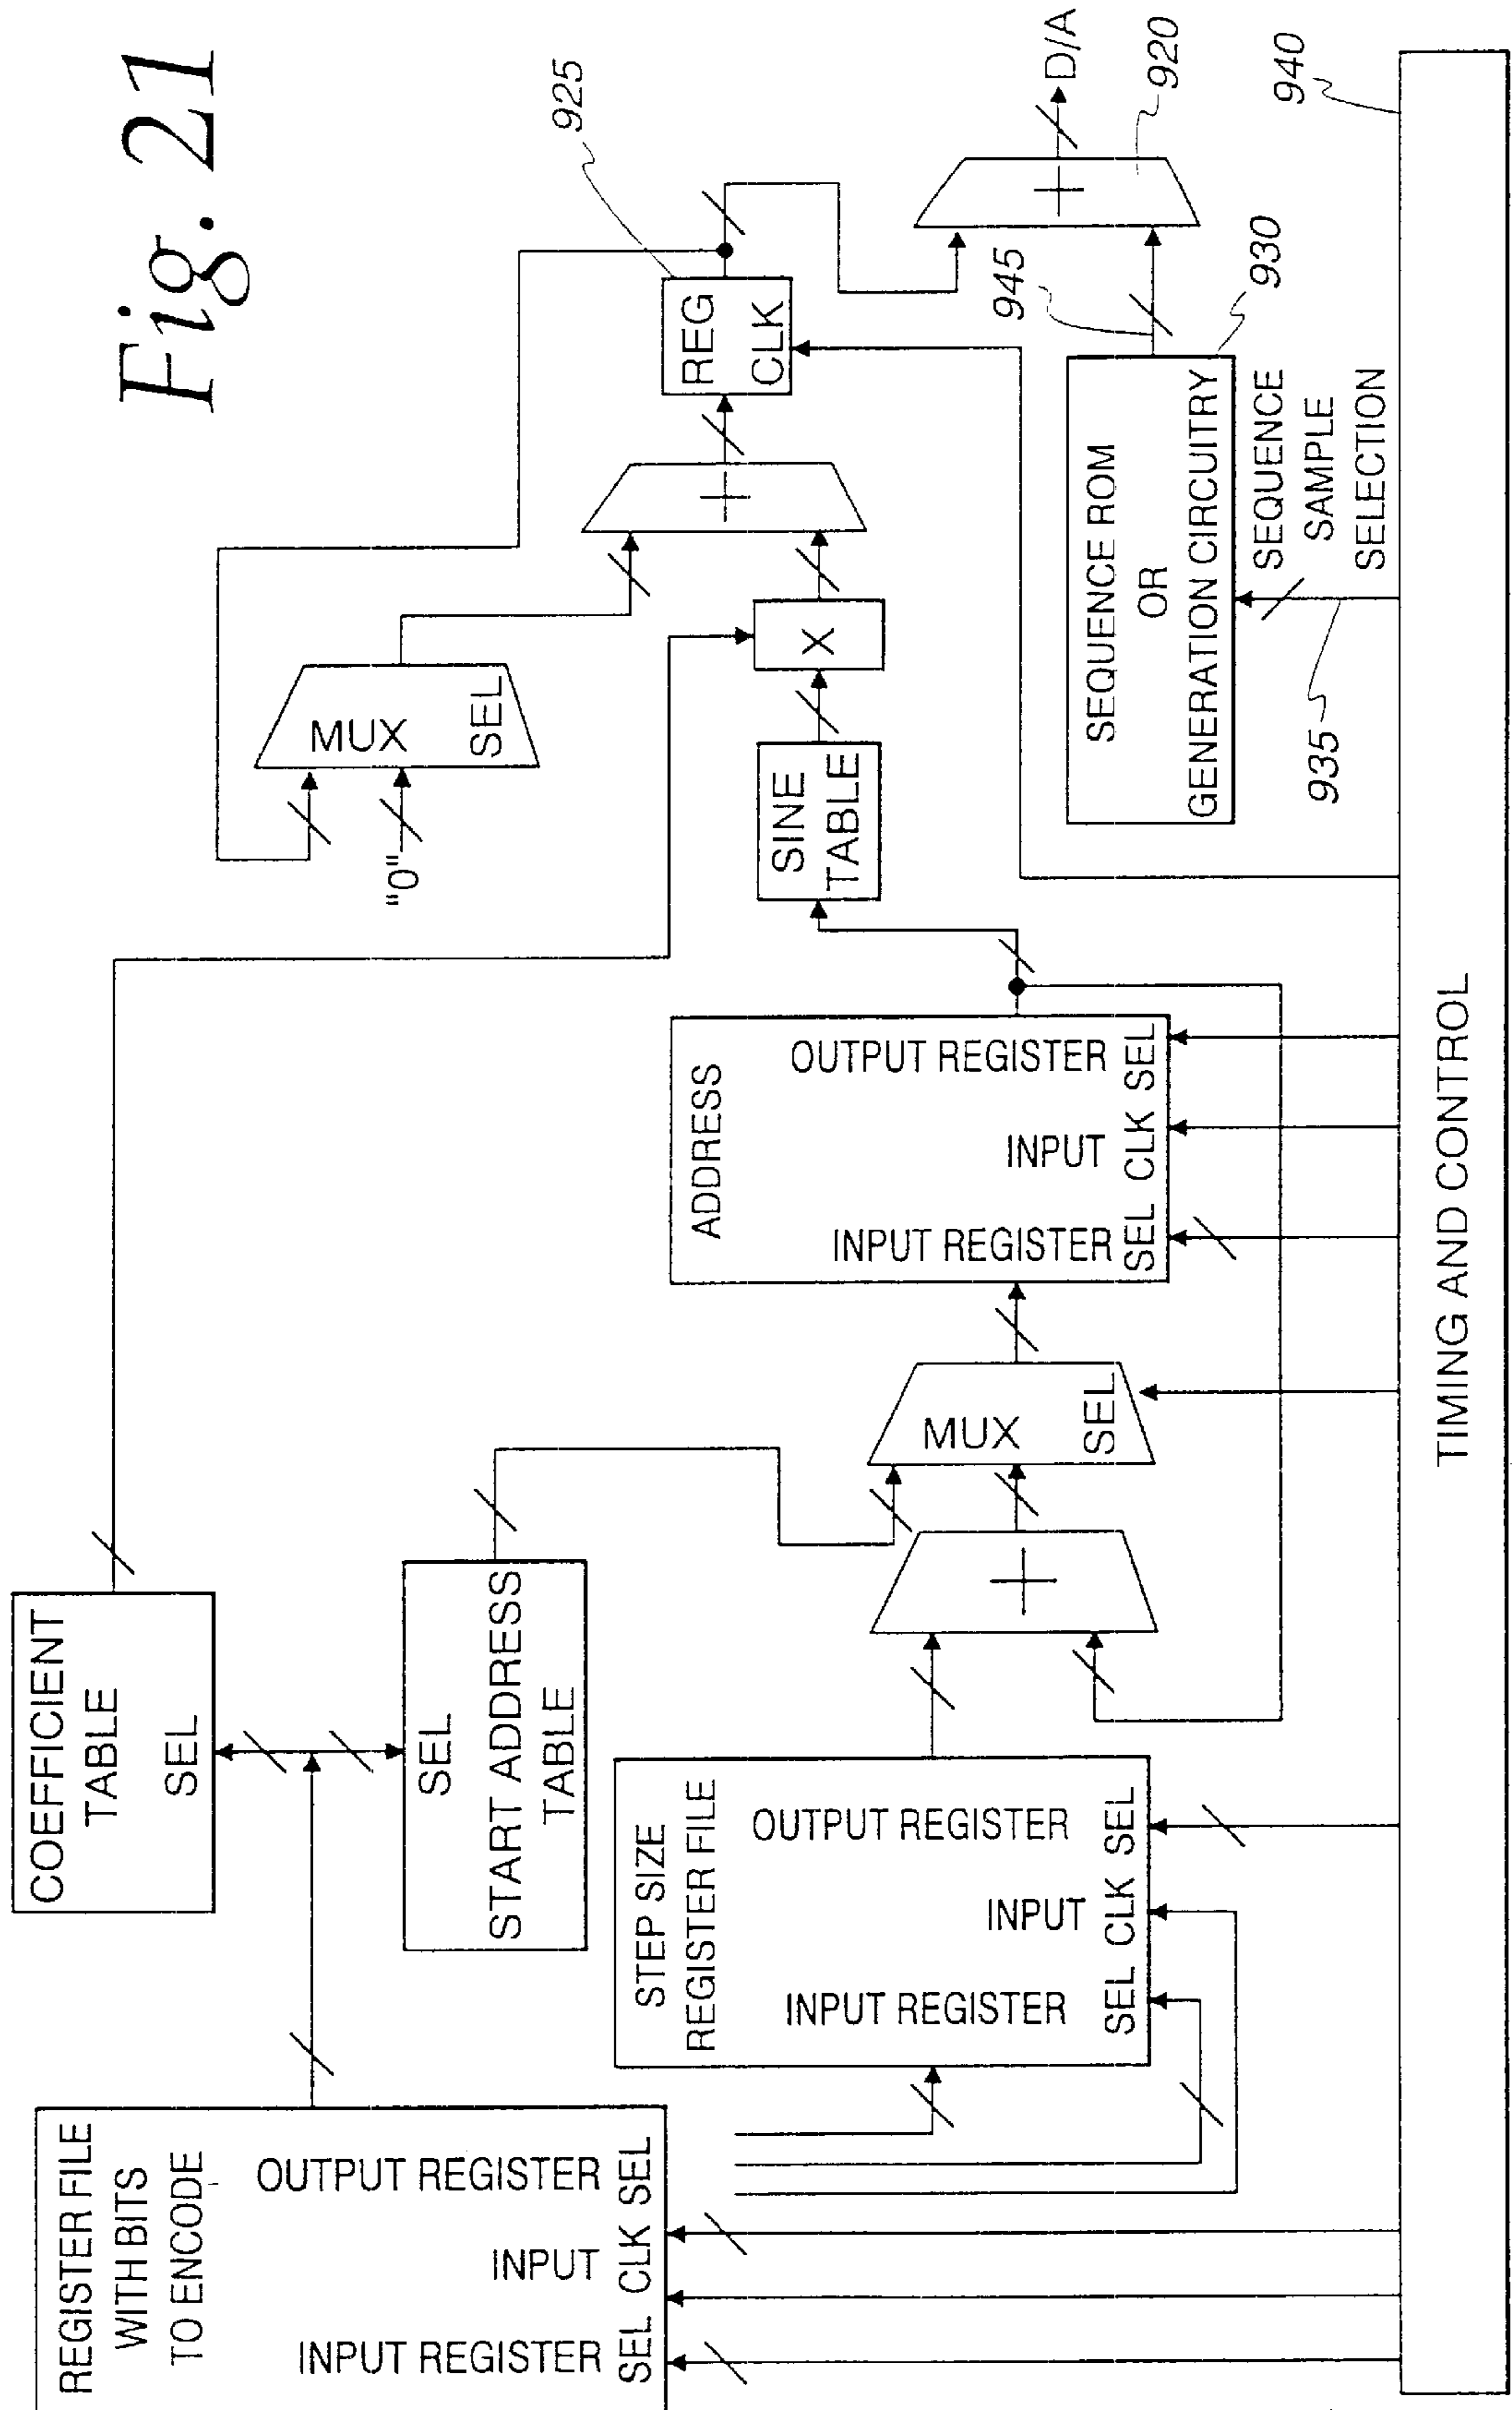 Fig. 21
REGISTER FILE
WITH BITS
TO ENCODE
OUTPUT REGISTER
SEL
INPUT
CLK
INPUT REGISTER
SEL
COEFFICIENT
TABLE
SEL
SEL
START ADDRESS
TABLE
STEP SIZE
REGISTER FILE
OUTPUT REGISTER
SEL
INPUT
CLK
INPUT REGISTER
SEL
+
MUX
SEL
ADDRESS
OUTPUT REGISTER
SEL
INPUT
CLK
INPUT REGISTER
SEL
SINE
TABLE
X
"0"
MUX
SEL
+
REG
CLK
925
+
D/A
920
945
SEQUENCE ROM
OR
GENERATION CIRCUITRY
930
SEQUENCE
SAMPLE
SELECTION
935
940
TIMING AND CONTROL